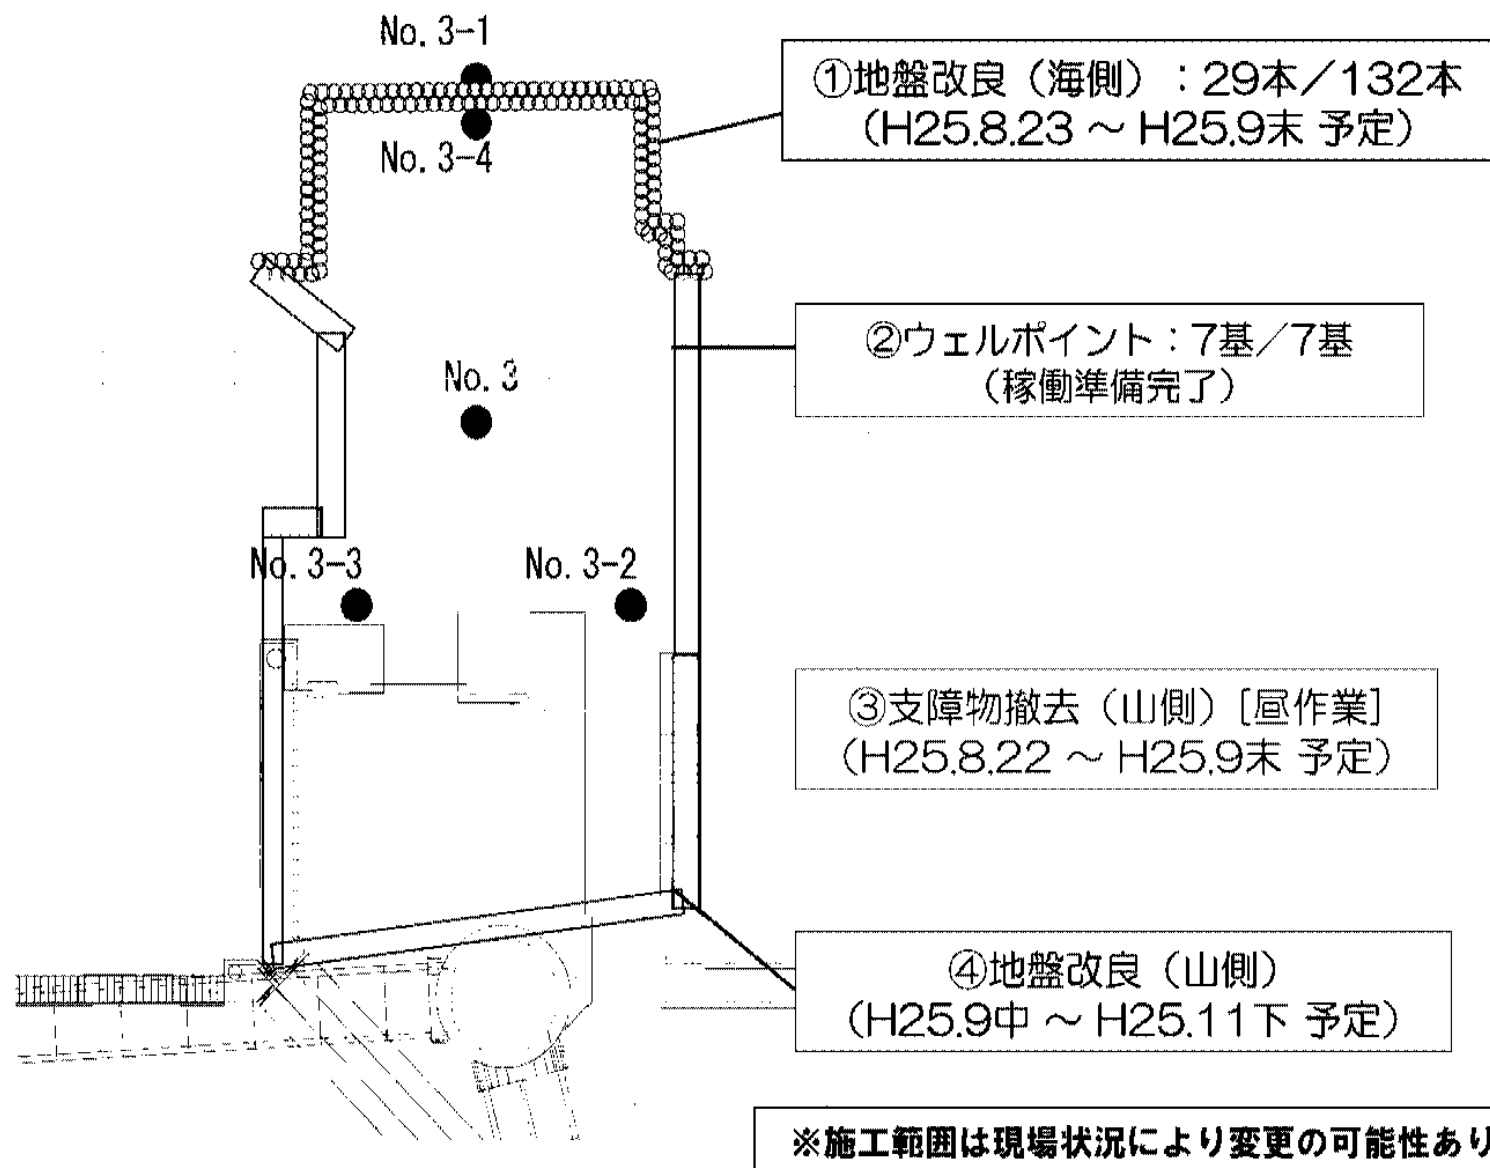 No. 3-1
No. 3-4
①地盤改良（海側）：29本／132本
（H25.8.23 ～ H25.9末 予定）
②ウェルポイント：7基／7基
（稼働準備完了）
No. 3
No. 3-3
No. 3-2
③支障物撤去（山側）[昼作業]
（H25.8.22 ～ H25.9末 予定）
④地盤改良（山側）
（H25.9中 ～ H25.11下 予定）
※施工範囲は現場状況により変更の可能性あり